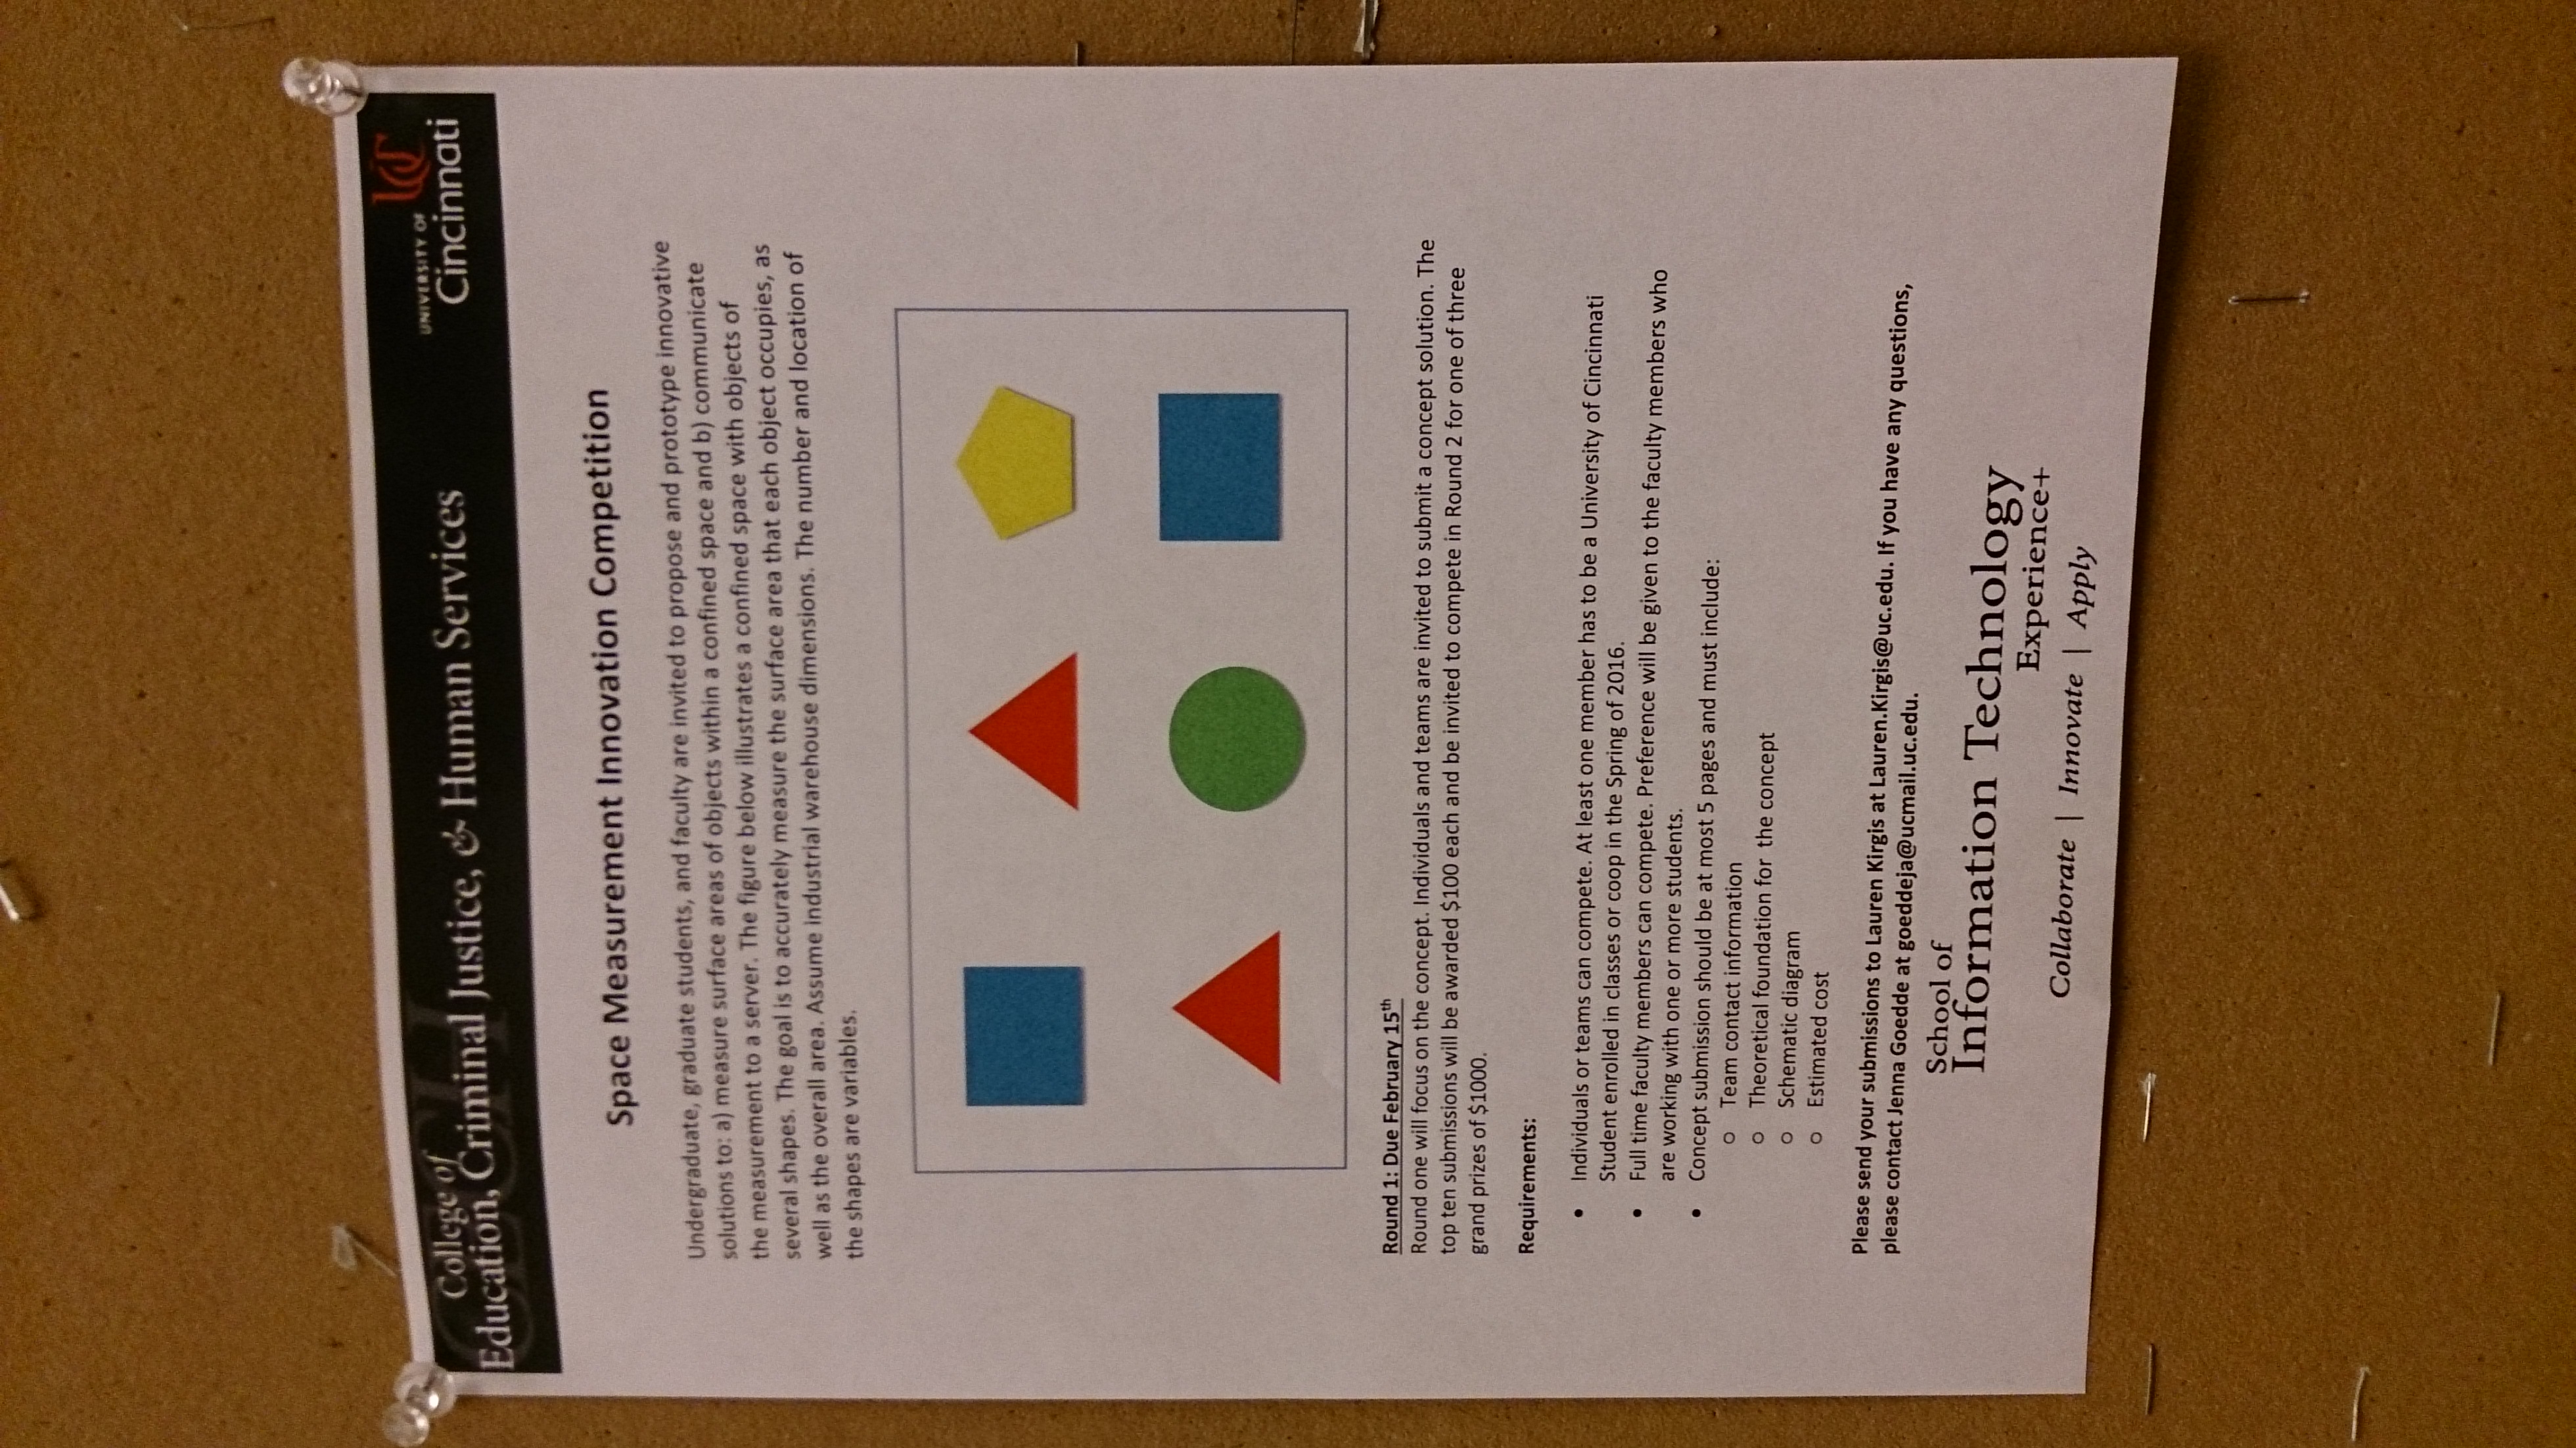 College of
Education, Criminal Justice, & Human Services
UNIVERSITY OF
Cincinnati
Space Measurement Innovation Competition
Undergraduate, graduate students, and faculty are invited to propose and prototype innovative
solutions to: a) measure surface areas of objects within a confined space and b) communicate
the measurement to a server. The figure below illustrates a confined space with objects of
several shapes. The goal is to accurately measure the surface area that each object occupies, as
well as the overall area. Assume industrial warehouse dimensions. The number and location of
the shapes are variables.
Round 1: Due February 15th
Round one will focus on the concept. Individuals and teams are invited to submit a concept solution. The
top ten submissions will be awarded $100 each and be invited to compete in Round 2 for one of three
grand prizes of $1000.
Requirements:
• Individuals or teams can compete. At least one member has to be a University of Cincinnati
Student enrolled in classes or coop in the Spring of 2016.
• Full time faculty members can compete. Preference will be given to the faculty members who
are working with one or more students.
• Concept submission should be at most 5 pages and must include:
o Team contact information
o Theoretical foundation for the concept
o Schematic diagram
o Estimated cost
Please send your submissions to Lauren Kirgis at Lauren.Kirgis@uc.edu. If you have any questions,
please contact Jenna Goedde at goeddeja@ucmail.uc.edu.
School of
Information Technology
Experience+
Collaborate | Innovate | Apply